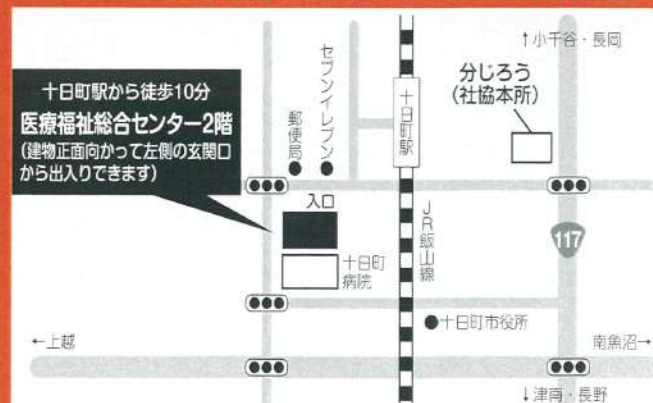 十日町駅から徒歩10分
医療福祉総合センター2階
(建物正面向かって左側の玄関口
から出入りできます)
郵便局
セブンイレブン
十日町駅
↑小千谷・長岡
分じろう
(社協本所)
入口
十日町
病院
JR飯山線
117
●十日町市役所
←上越
南魚沼→
↓津南・長野